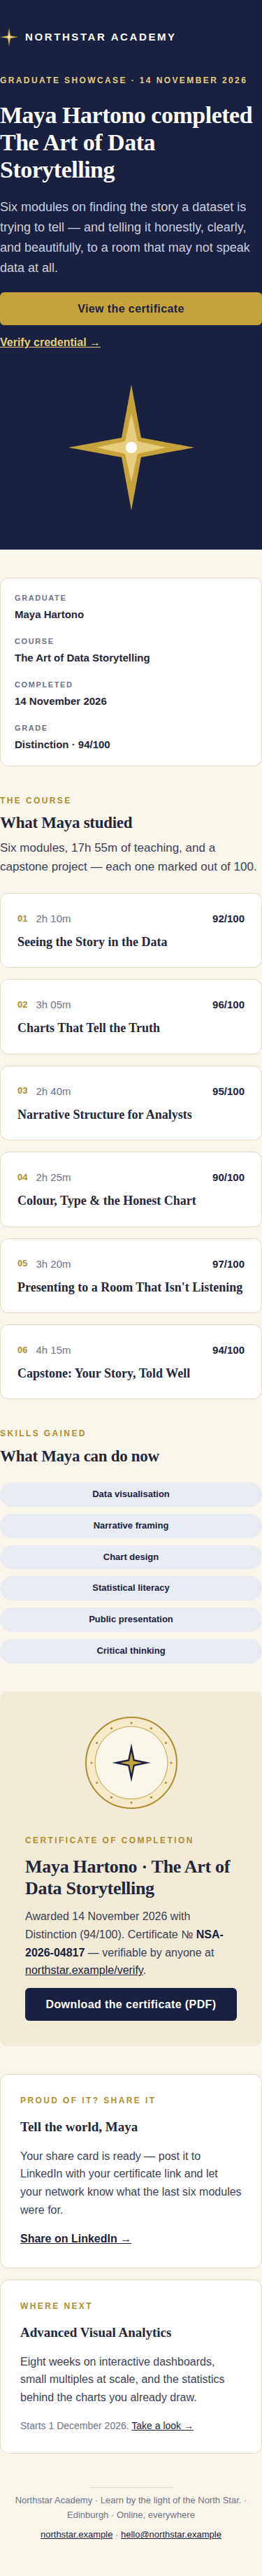 NORTHSTAR ACADEMY
GRADUATE SHOWCASE · 14 NOVEMBER 2026
Maya Hartono completed
The Art of Data
Storytelling
Six modules on finding the story a dataset is
trying to tell — and telling it honestly, clearly,
and beautifully, to a room that may not speak
data at all.
View the certificate
Verify credential →
GRADUATE
Maya Hartono
COURSE
The Art of Data Storytelling
COMPLETED
14 November 2026
GRADE
Distinction · 94/100
THE COURSE
What Maya studied
Six modules, 17h 55m of teaching, and a
capstone project — each one marked out of 100.
01 2h 10m 92/100
Seeing the Story in the Data
02 3h 05m 96/100
Charts That Tell the Truth
03 2h 40m 95/100
Narrative Structure for Analysts
04 2h 25m 90/100
Colour, Type & the Honest Chart
05 3h 20m 97/100
Presenting to a Room That Isn't Listening
06 4h 15m 94/100
Capstone: Your Story, Told Well
SKILLS GAINED
What Maya can do now
Data visualisation
Narrative framing
Chart design
Statistical literacy
Public presentation
Critical thinking
CERTIFICATE OF COMPLETION
Maya Hartono · The Art of
Data Storytelling
Awarded 14 November 2026 with
Distinction (94/100). Certificate № NSA-
2026-04817 — verifiable by anyone at
northstar.example/verify.
Download the certificate (PDF)
PROUD OF IT? SHARE IT
Tell the world, Maya
Your share card is ready — post it to
LinkedIn with your certificate link and let
your network know what the last six modules
were for.
Share on LinkedIn →
WHERE NEXT
Advanced Visual Analytics
Eight weeks on interactive dashboards,
small multiples at scale, and the statistics
behind the charts you already draw.
Starts 1 December 2026. Take a look →
Northstar Academy · Learn by the light of the North Star. ·
Edinburgh · Online, everywhere
northstar.example · hello@northstar.example